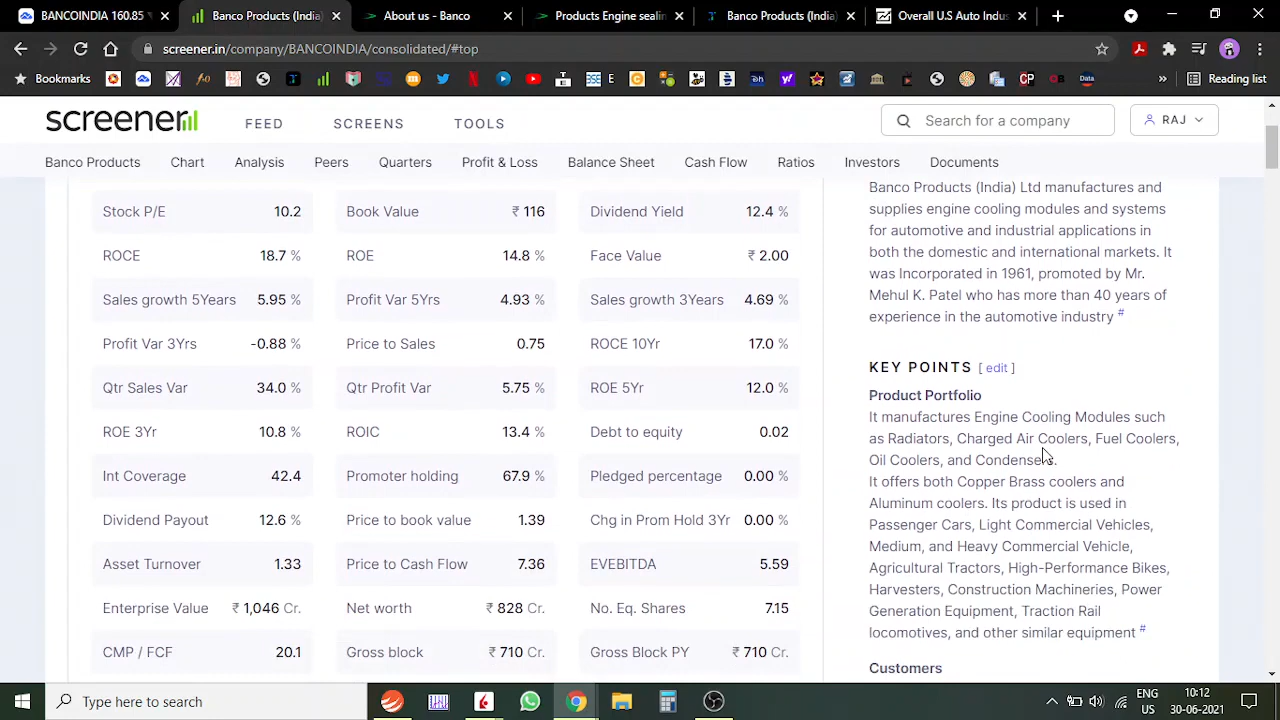 BANCOINDIA 160.85
Banco Products (India)
About us - Banco
Products Engine sealin
Banco Products (India)
Overall U.S Auto Indus
screener.in/company/BANCOINDIA/consolidated/#top
Bookmarks
Reading list
screener
FEED
SCREENS
TOOLS
Search for a company
RAJ
Banco Products
Chart
Analysis
Peers
Quarters
Profit & Loss
Balance Sheet
Cash Flow
Ratios
Investors
Documents
Stock P/E 10.2 Book Value ₹ 116 Dividend Yield 12.4 %
ROCE 18.7 % ROE 14.8 % Face Value ₹ 2.00
Sales growth 5Years 5.95 % Profit Var 5Yrs 4.93 % Sales growth 3Years 4.69 %
Profit Var 3Yrs -0.88 % Price to Sales 0.75 ROCE 10Yr 17.0 %
Qtr Sales Var 34.0 % Qtr Profit Var 5.75 % ROE 5Yr 12.0 %
ROE 3Yr 10.8 % ROIC 13.4 % Debt to equity 0.02
Int Coverage 42.4 Promoter holding 67.9 % Pledged percentage 0.00 %
Dividend Payout 12.6 % Price to book value 1.39 Chg in Prom Hold 3Yr 0.00 %
Asset Turnover 1.33 Price to Cash Flow 7.36 EVEBITDA 5.59
Enterprise Value ₹ 1,046 Cr. Net worth ₹ 828 Cr. No. Eq. Shares 7.15
CMP / FCF 20.1 Gross block ₹ 710 Cr. Gross Block PY ₹ 710 Cr.
Banco Products (India) Ltd manufactures and
supplies engine cooling modules and systems
for automotive and industrial applications in
both the domestic and international markets. It
was Incorporated in 1961, promoted by Mr.
Mehul K. Patel who has more than 40 years of
experience in the automotive industry #
KEY POINTS [ edit ]
Product Portfolio
It manufactures Engine Cooling Modules such
as Radiators, Charged Air Coolers, Fuel Coolers,
Oil Coolers, and Condensers.
It offers both Copper Brass coolers and
Aluminum coolers. Its product is used in
Passenger Cars, Light Commercial Vehicles,
Medium, and Heavy Commercial Vehicle,
Agricultural Tractors, High-Performance Bikes,
Harvesters, Construction Machineries, Power
Generation Equipment, Traction Rail
locomotives, and other similar equipment #
Customers
Type here to search
ENG
US
10:12
30-06-2021